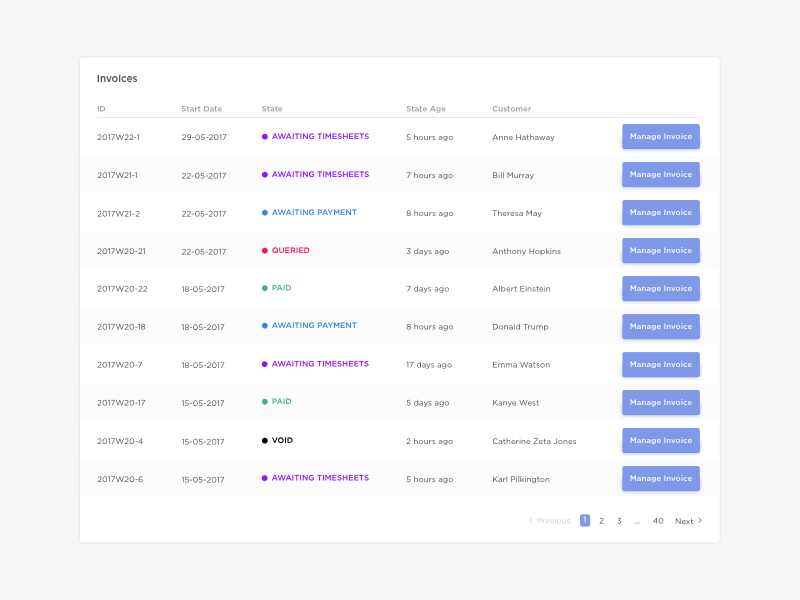 Invoices
ID Start Date State State Age Customer
2017W22-1 29-05-2017 AWAITING TIMESHEETS 5 hours ago Anne Hathaway Manage Invoice
2017W21-1 22-05-2017 AWAITING TIMESHEETS 7 hours ago Bill Murray Manage Invoice
2017W21-2 22-05-2017 AWAITING PAYMENT 8 hours ago Theresa May Manage Invoice
2017W20-21 22-05-2017 QUERIED 3 days ago Anthony Hopkins Manage Invoice
2017W20-22 18-05-2017 PAID 7 days ago Albert Einstein Manage Invoice
2017W20-18 18-05-2017 AWAITING PAYMENT 8 hours ago Donald Trump Manage Invoice
2017W20-7 18-05-2017 AWAITING TIMESHEETS 17 days ago Emma Watson Manage Invoice
2017W20-17 15-05-2017 PAID 5 days ago Kanye West Manage Invoice
2017W20-4 15-05-2017 VOID 2 hours ago Catherine Zeta Jones Manage Invoice
2017W20-6 15-05-2017 AWAITING TIMESHEETS 5 hours ago Karl Pilkington Manage Invoice
Previous 1 2 3 ... 40 Next